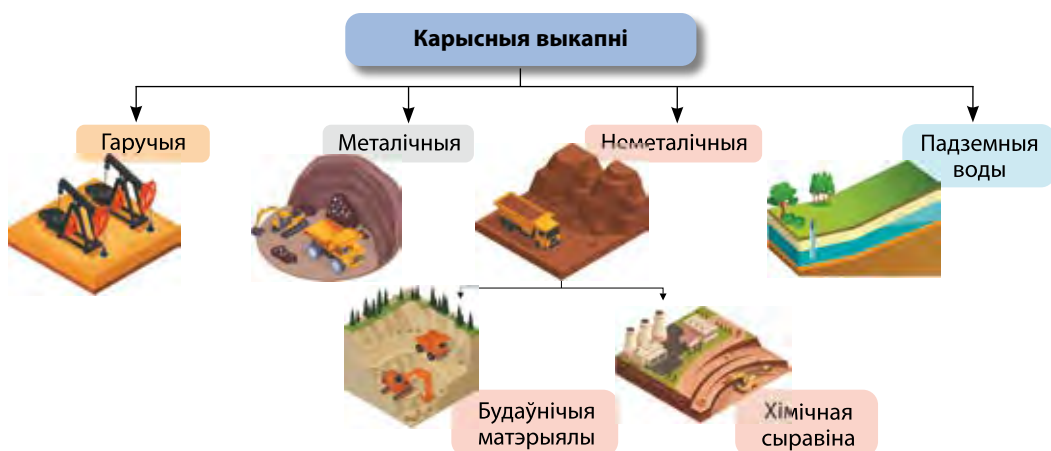 Карысныя выкапні
Гаручыя
Металічныя
Неметалічныя
Падземныя
воды
Будаўнічыя
матэрыялы
Хімічная
сыравіна